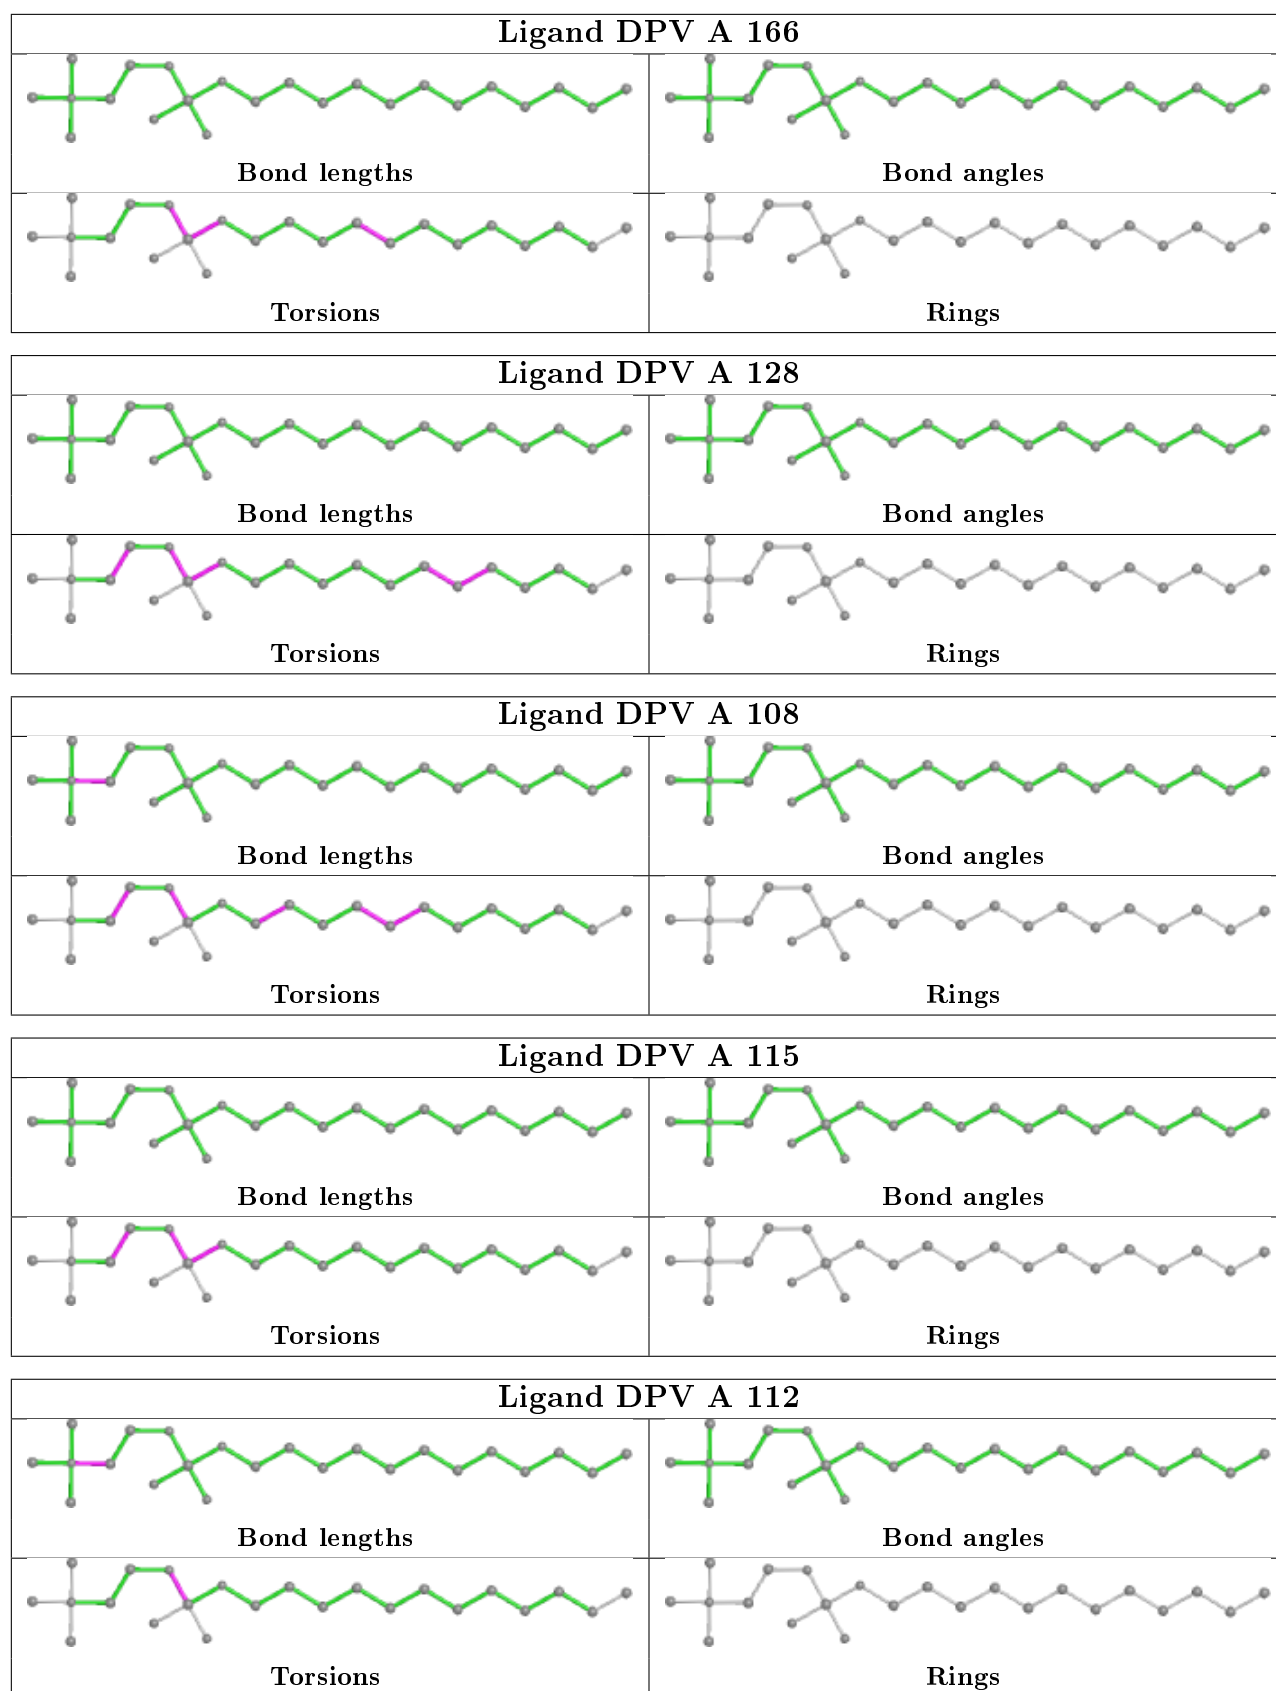 Ligand DPV A 166
Bond lengths
Bond angles
Torsions
Rings
Ligand DPV A 128
Bond lengths
Bond angles
Torsions
Rings
Ligand DPV A 108
Bond lengths
Bond angles
Torsions
Rings
Ligand DPV A 115
Bond lengths
Bond angles
Torsions
Rings
Ligand DPV A 112
Bond lengths
Bond angles
Torsions
Rings